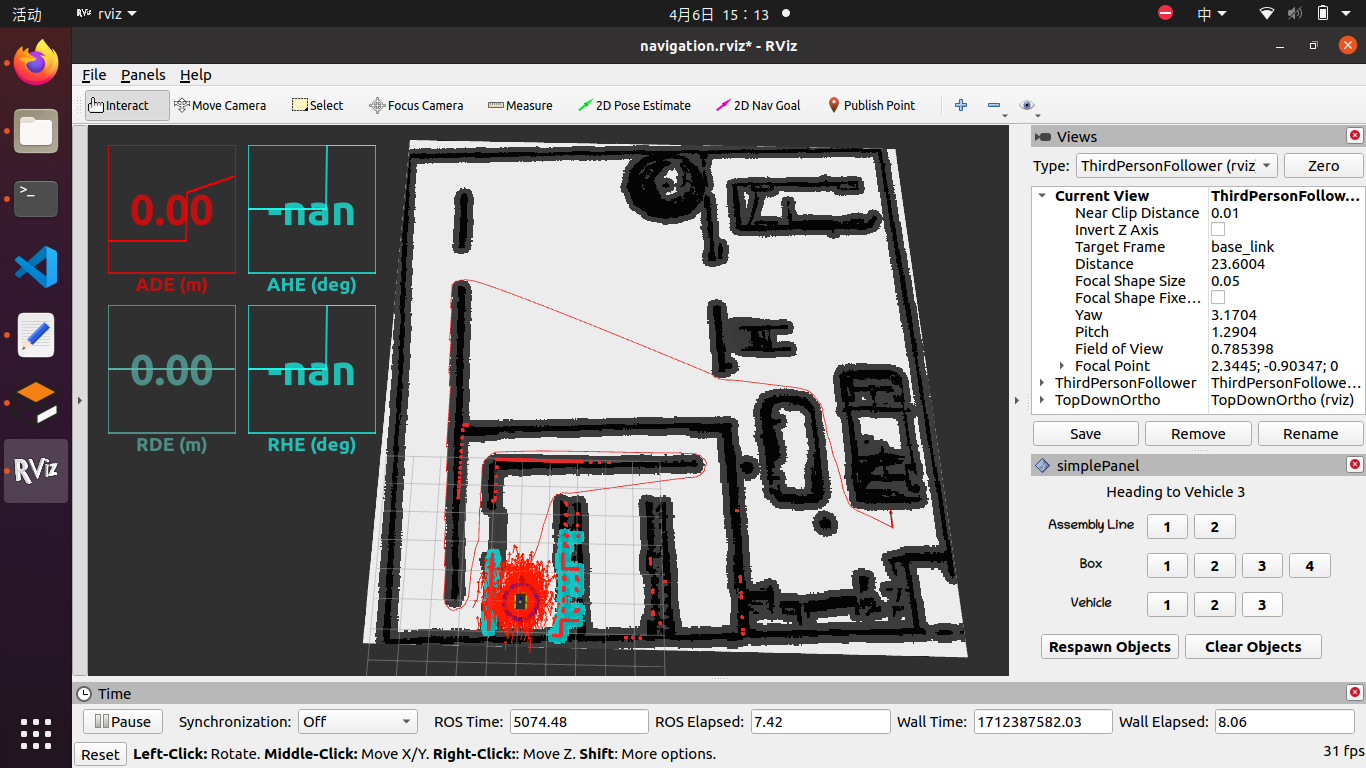 活动 RViz rviz 4月6日 15：13 中
navigation.rviz* - RViz
File Panels Help
Interact Move Camera Select Focus Camera Measure 2D Pose Estimate 2D Nav Goal Publish Point
0.00
ADE (m)
-nan
AHE (deg)
0.00
RDE (m)
-nan
RHE (deg)
Views
Type: ThirdPersonFollower (rviz Zero
Current View ThirdPersonFollow...
Near Clip Distance 0.01
Invert Z Axis
Target Frame base_link
Distance 23.6004
Focal Shape Size 0.05
Focal Shape Fixe...
Yaw 3.1704
Pitch 1.2904
Field of View 0.785398
Focal Point 2.3445; -0.90347; 0
ThirdPersonFollower ThirdPersonFollowe...
TopDownOrtho TopDownOrtho (rviz)
Save Remove Rename
simplePanel
Heading to Vehicle 3
Assembly Line 1 2
Box 1 2 3 4
Vehicle 1 2 3
Respawn Objects Clear Objects
>_
RViz
Time
Pause Synchronization: Off ROS Time: 5074.48 ROS Elapsed: 7.42 Wall Time: 1712387582.03 Wall Elapsed: 8.06
Reset Left-Click: Rotate. Middle-Click: Move X/Y. Right-Click:: Move Z. Shift: More options. 31 fps